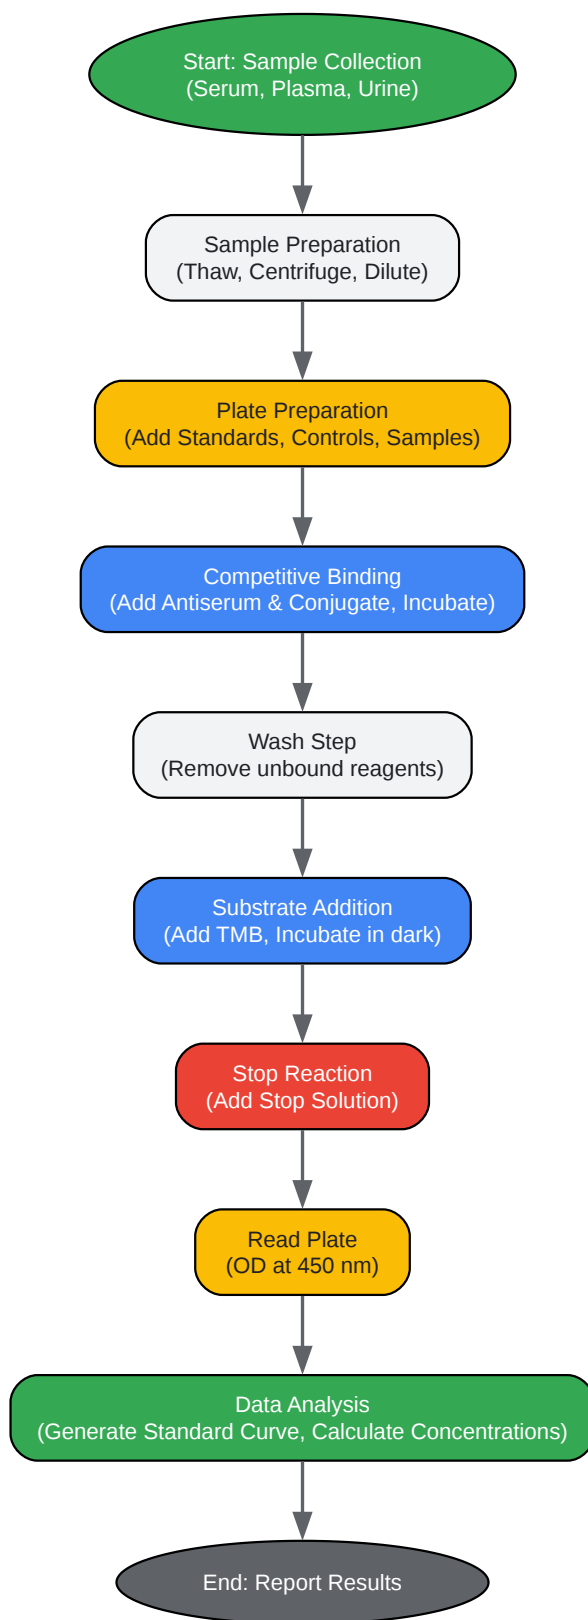 Start: Sample Collection
(Serum, Plasma, Urine)
Sample Preparation
(Thaw, Centrifuge, Dilute)
Plate Preparation
(Add Standards, Controls, Samples)
Competitive Binding
(Add Antiserum & Conjugate, Incubate)
Wash Step
(Remove unbound reagents)
Substrate Addition
(Add TMB, Incubate in dark)
Stop Reaction
(Add Stop Solution)
Read Plate
(OD at 450 nm)
Data Analysis
(Generate Standard Curve, Calculate Concentrations)
End: Report Results